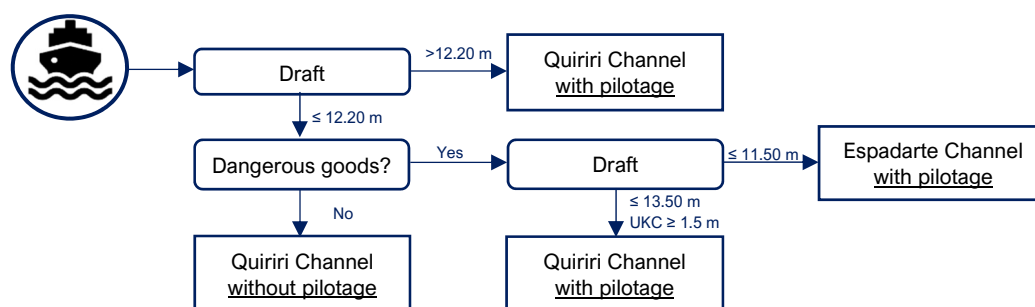 >12.20 m
Draft
Quiriri Channel
with pilotage
≤ 12.20 m
Dangerous goods?
Yes
Draft
≤ 11.50 m
Espadarte Channel
with pilotage
No
≤ 13.50 m
UKC ≥ 1.5 m
Quiriri Channel
without pilotage
Quiriri Channel
with pilotage